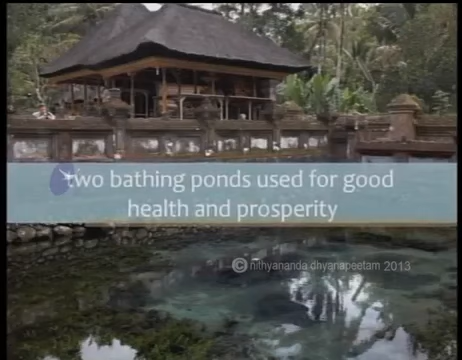 two bathing ponds used for good
health and prosperity
© nithyananda dhyanapeetam 2013